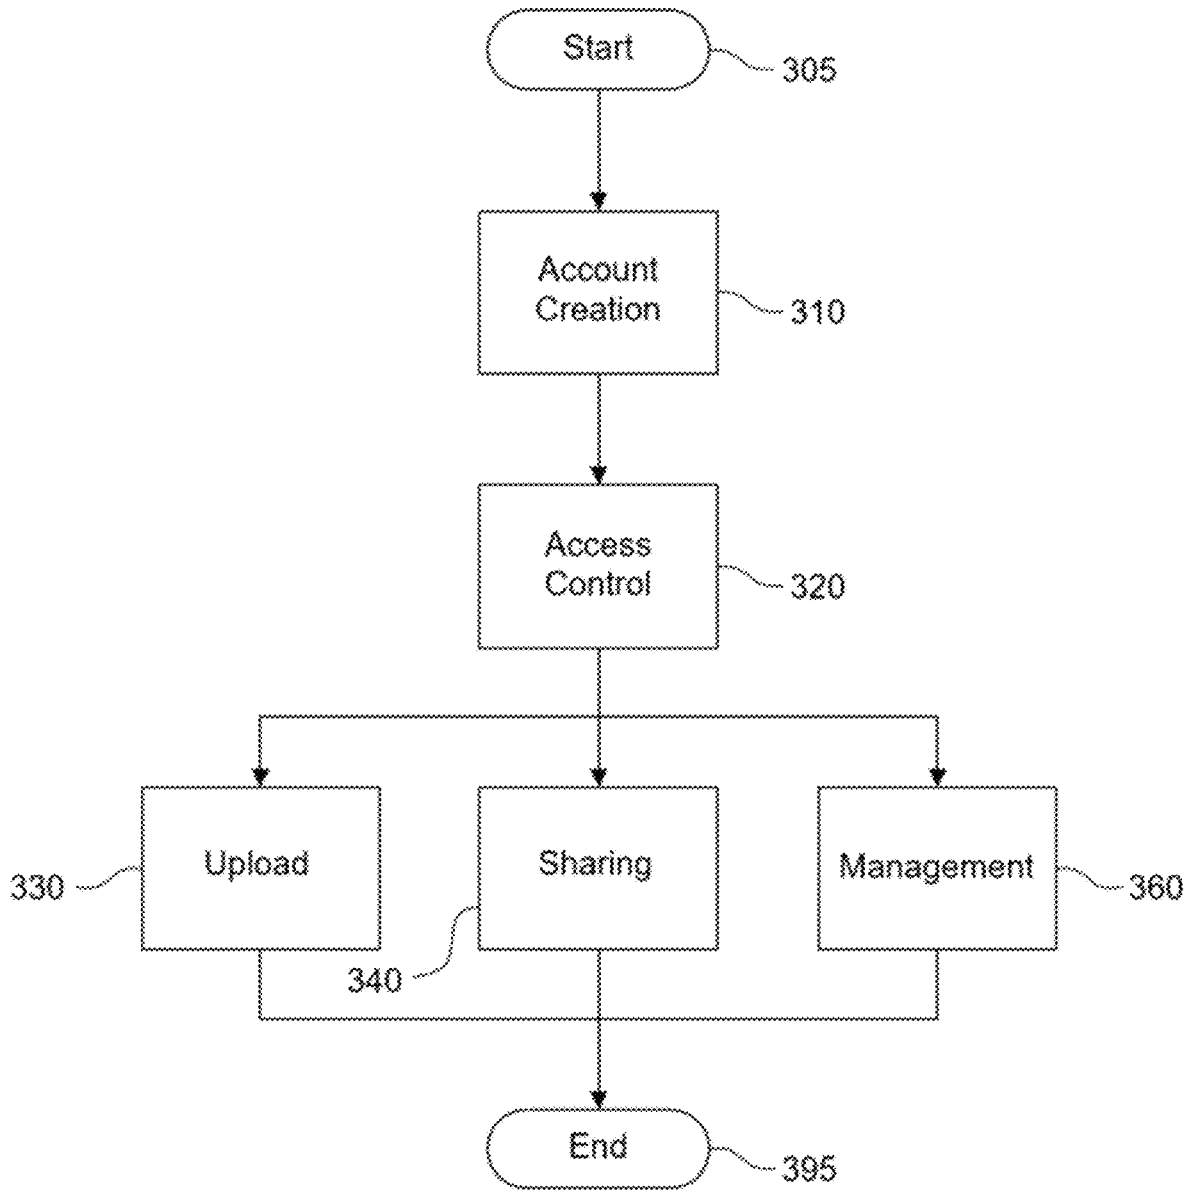 Start
305
Account
Creation
310
Access
Control
320
Upload
Sharing
Management
330
340
360
End
395